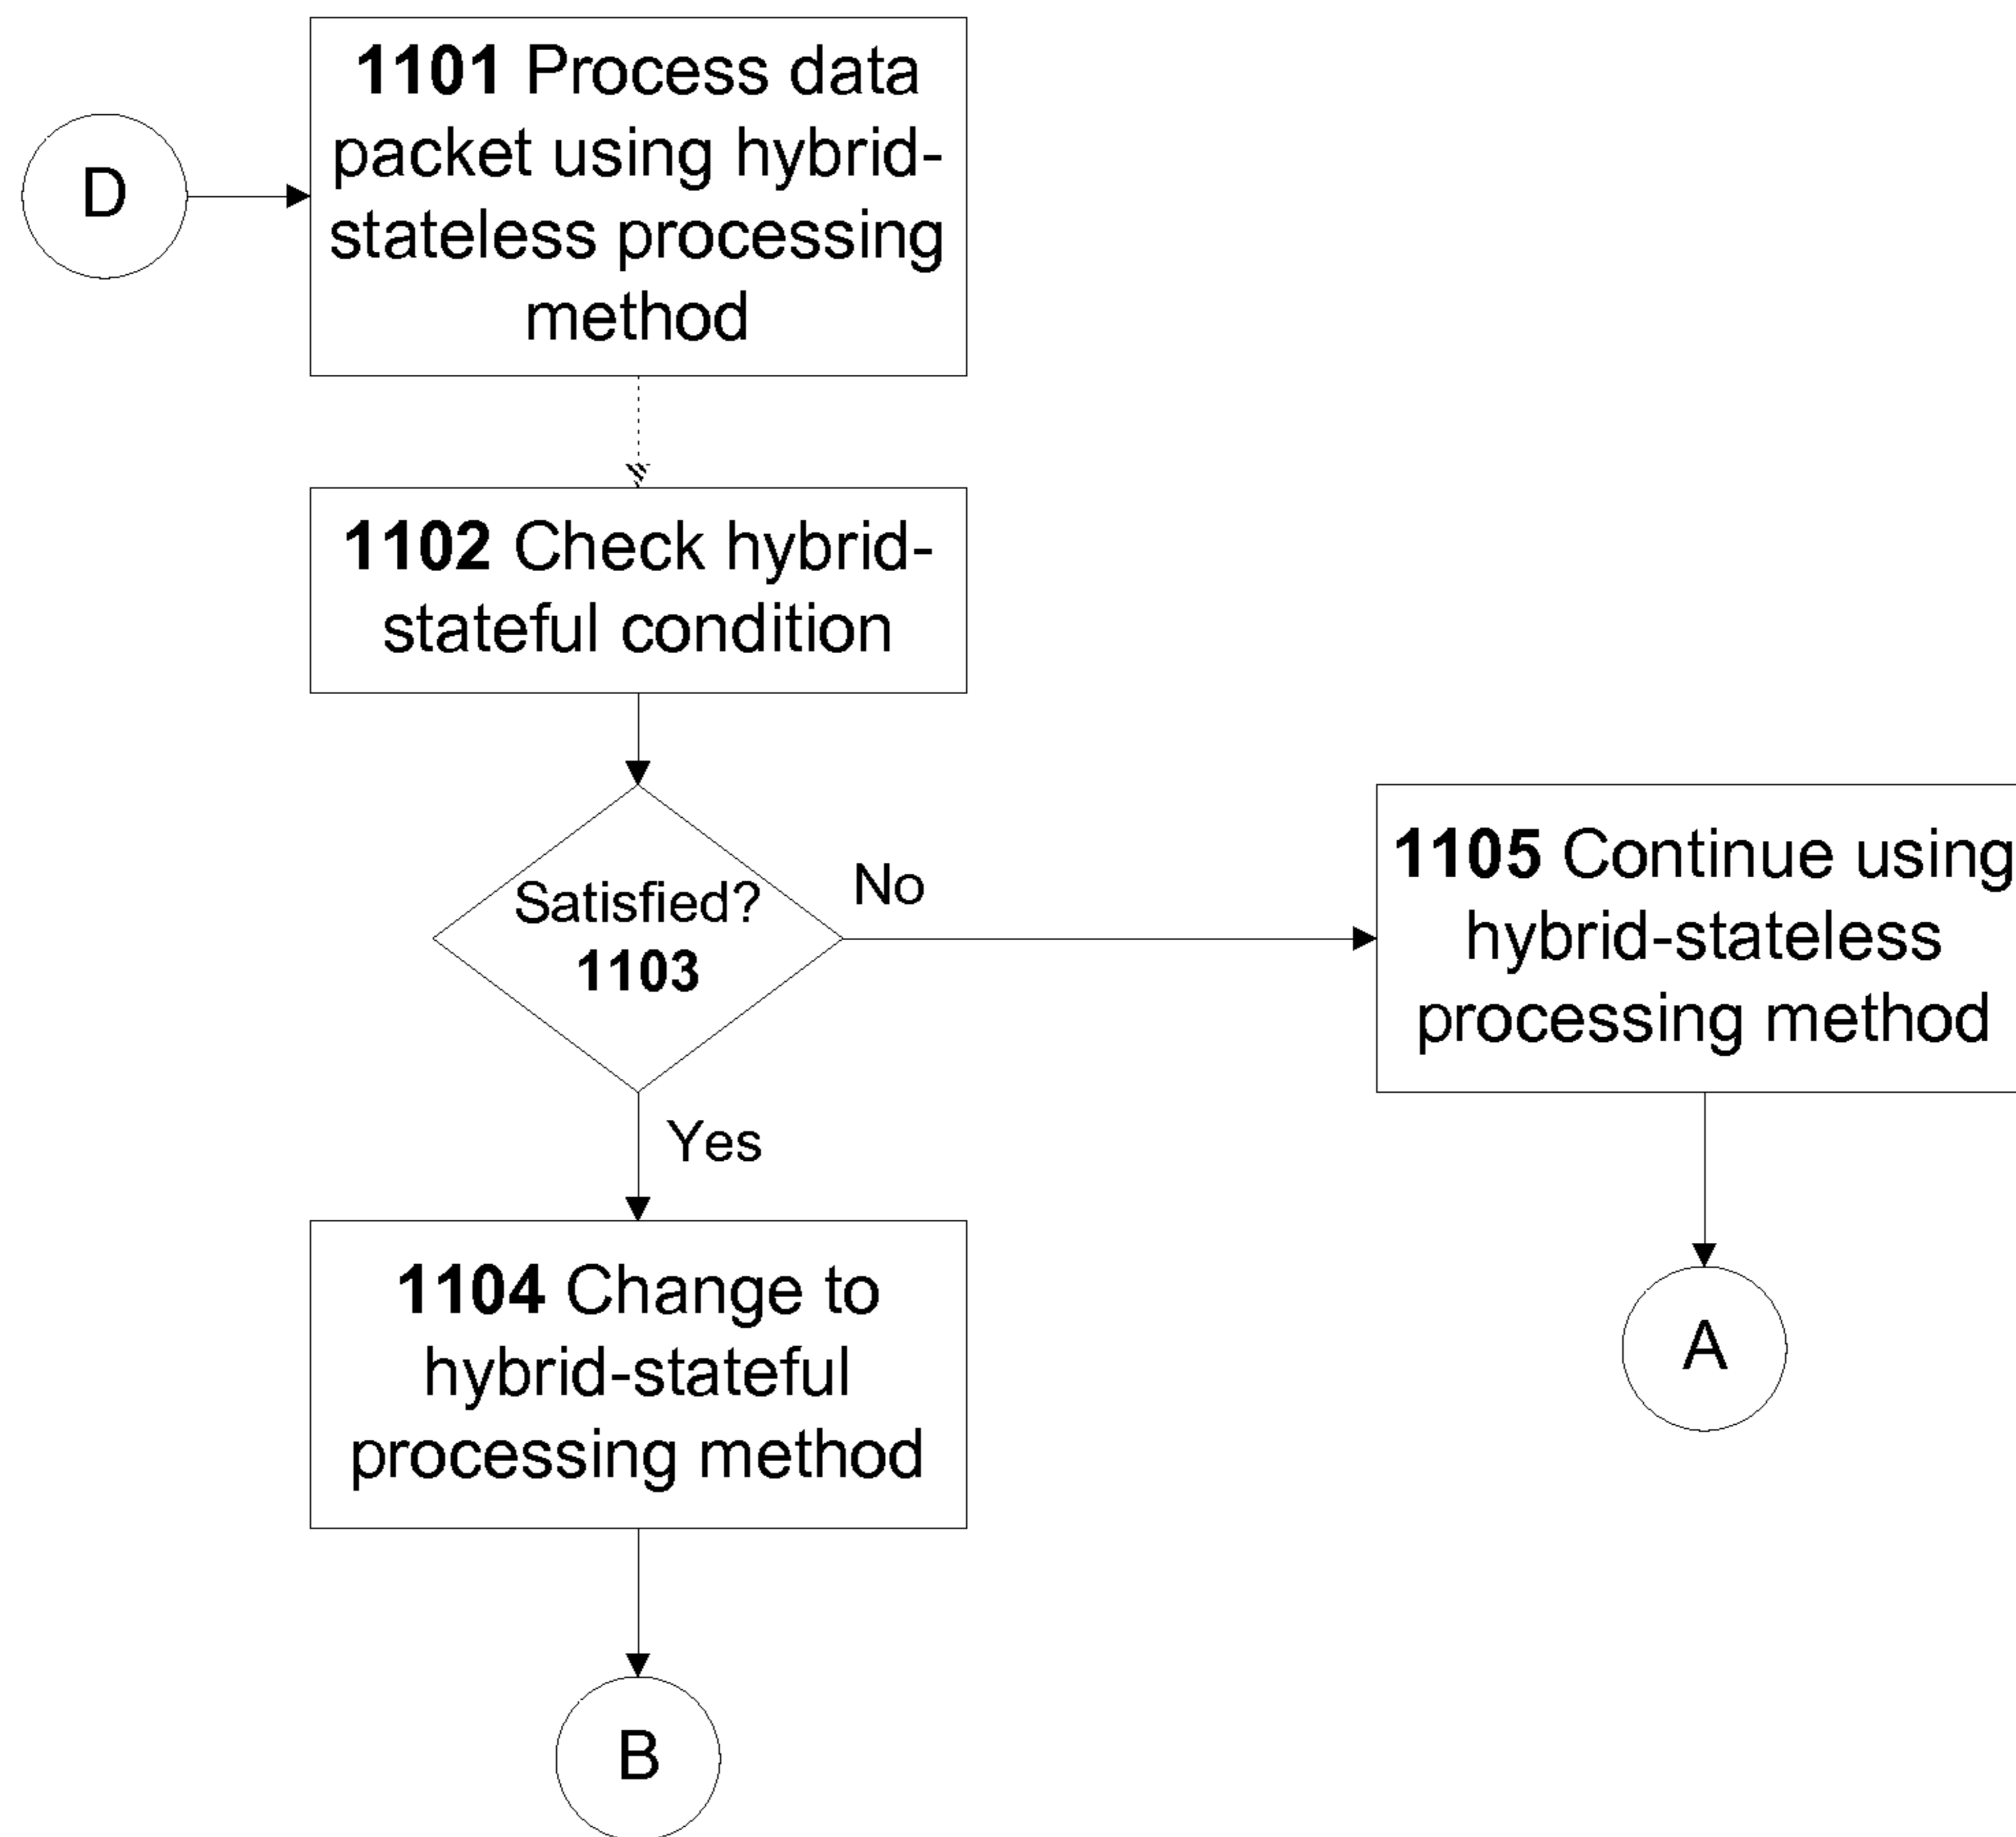 D
1101 Process data
packet using hybrid-
stateless processing
method
1102 Check hybrid-
stateful condition
Satisfied?
1103
No
Yes
1105 Continue using
hybrid-stateless
processing method
A
1104 Change to
hybrid-stateful
processing method
B